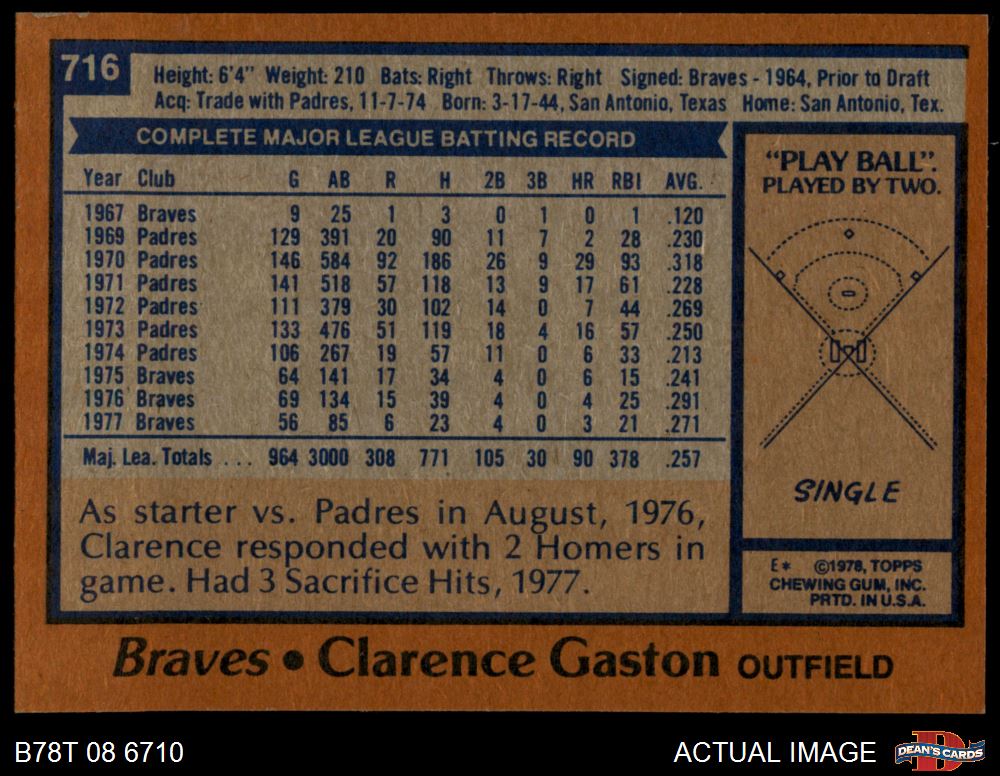 716
Height: 6'4" Weight: 210 Bats: Right Throws: Right Signed: Braves - 1964, Prior to Draft
Acq: Trade with Padres, 11-7-74 Born: 3-17-44, San Antonio, Texas Home: San Antonio, Tex.
COMPLETE MAJOR LEAGUE BATTING RECORD
Year Club G AB R H 2B 3B HR RBI AVG.
1967 Braves 9 25 1 3 0 1 0 1 .120
1969 Padres 129 391 20 90 11 7 2 28 .230
1970 Padres 146 584 92 186 26 9 29 93 .318
1971 Padres 141 518 57 118 13 9 17 61 .228
1972 Padres 111 379 30 102 14 0 7 44 .269
1973 Padres 133 476 51 119 18 4 16 57 .250
1974 Padres 106 267 19 57 11 0 6 33 .213
1975 Braves 64 141 17 34 4 0 6 15 .241
1976 Braves 69 134 15 39 4 0 4 25 .291
1977 Braves 56 85 6 23 4 0 3 21 .271
Maj. Lea. Totals ... 964 3000 308 771 105 30 90 378 .257
As starter vs. Padres in August, 1976,
Clarence responded with 2 Homers in
game. Had 3 Sacrifice Hits, 1977.
"PLAY BALL".
PLAYED BY TWO.
SINGLE
E* ©1978, TOPPS
CHEWING GUM, INC.
PRTD. IN U.S.A.
Braves • Clarence Gaston OUTFIELD
B78T 08 6710
ACTUAL IMAGE
DEAN'S CARDS